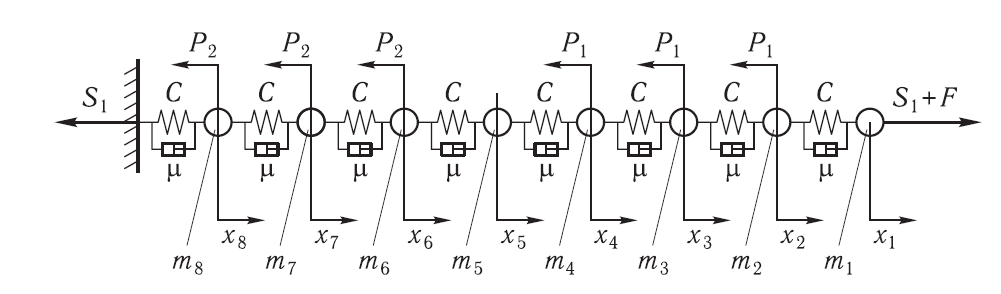 P₂ P₂ P₂ P₁ P₁ P₁
S₁ C C C C C C C C S₁+F
μ μ μ μ μ μ μ μ
x₈ x₇ x₆ x₅ x₄ x₃ x₂ x₁
m₈ m₇ m₆ m₅ m₄ m₃ m₂ m₁